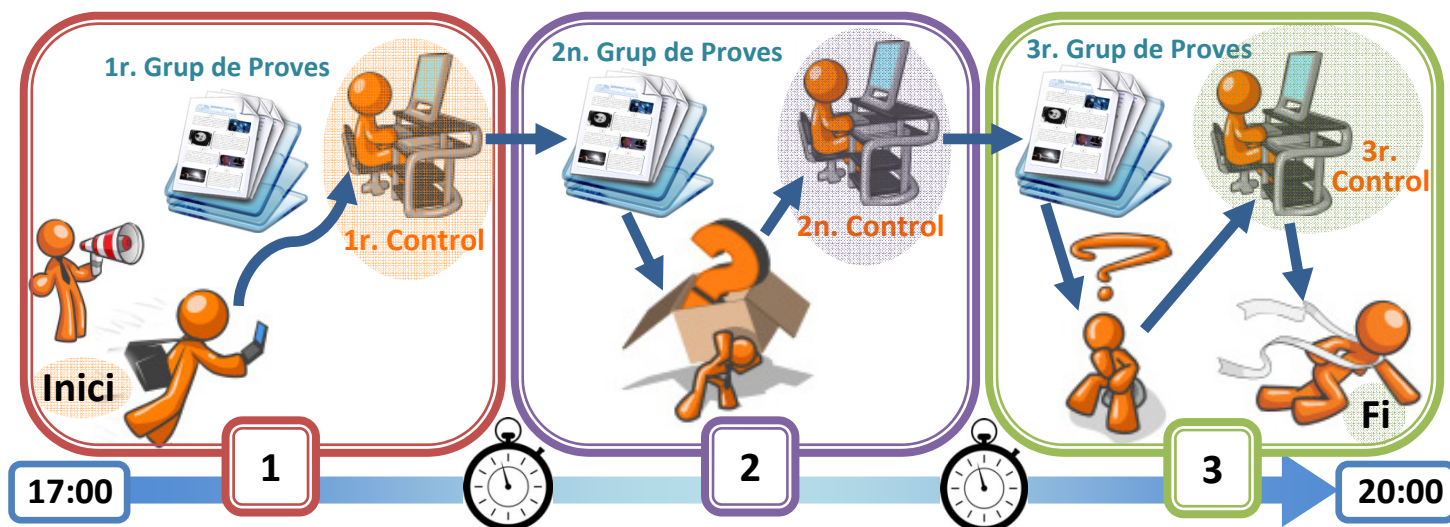 1r. Grup de Proves
1r. Control
Inici
1
2n. Grup de Proves
2n. Control
2
3r. Grup de Proves
3r.
Control
Fi
3
17:00
20:00